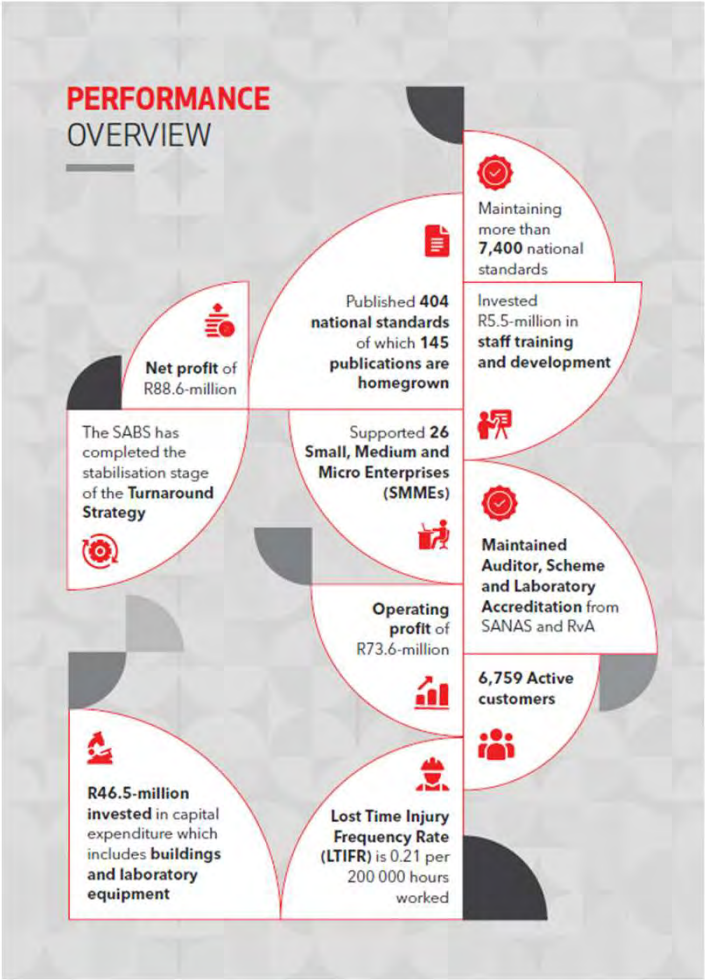 PERFORMANCE
OVERVIEW
Maintaining
more than
7,400 national
standards
Published 404
national standards
of which 145
publications are
homegrown
Invested
R5.5-million in
staff training
and development
Net profit of
R88.6-million
The SABS has
completed the
stabilisation stage
of the Turnaround
Strategy
Supported 26
Small, Medium and
Micro Enterprises
(SMMEs)
Maintained
Auditor, Scheme
and Laboratory
Accreditation from
SANAS and RvA
Operating
profit of
R73.6-million
6,759 Active
customers
R46.5-million
invested in capital
expenditure which
includes buildings
and laboratory
equipment
Lost Time Injury
Frequency Rate
(LTIFR) is 0.21 per
200 000 hours
worked